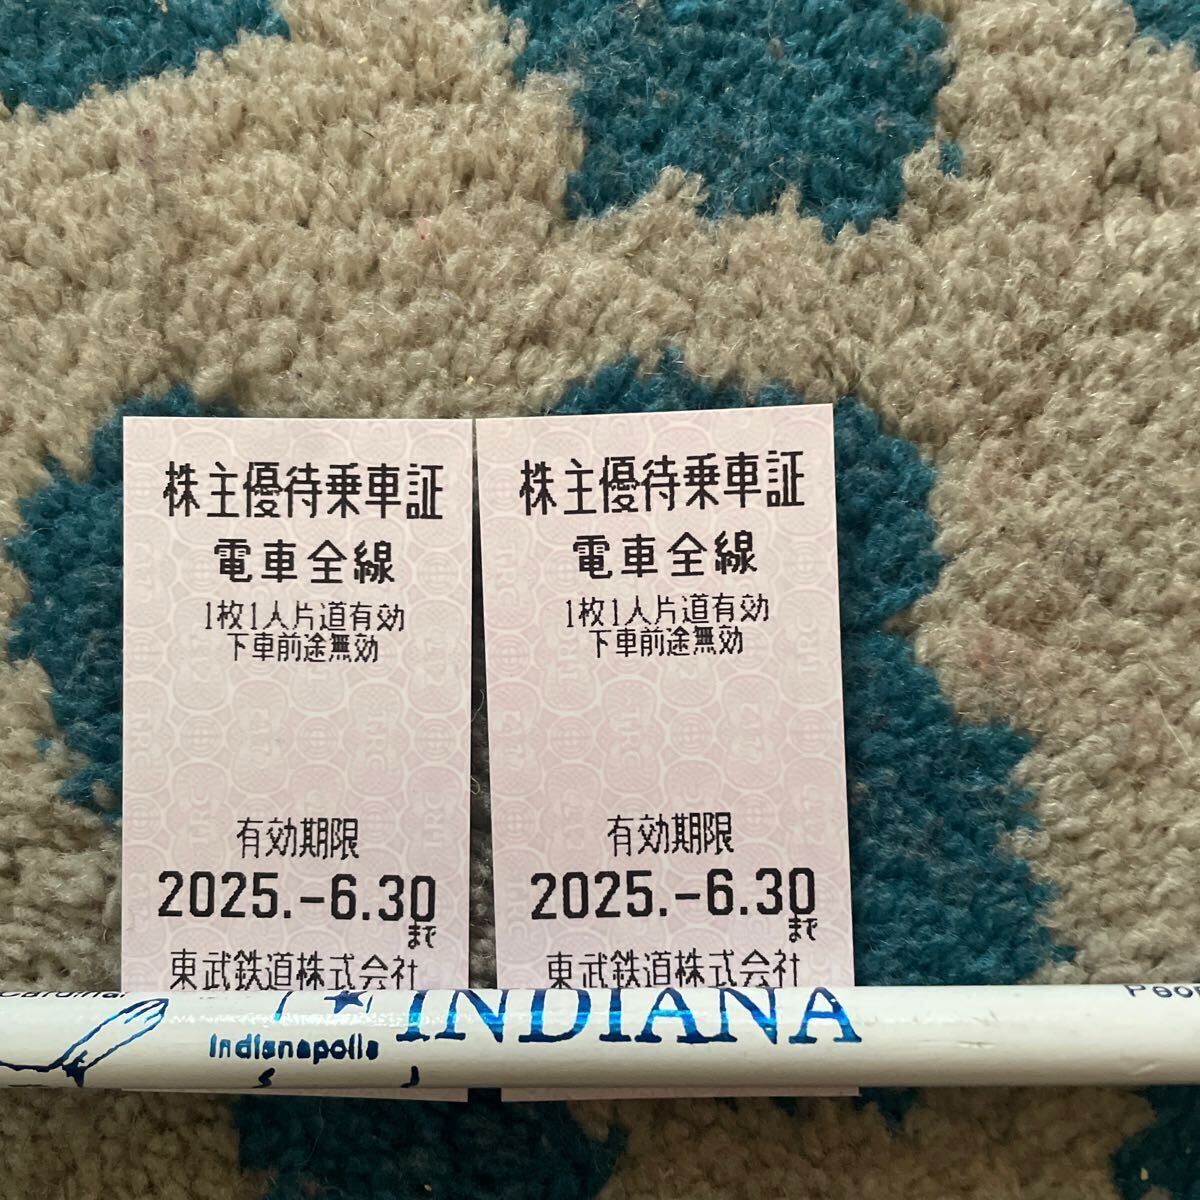 株主優待乗車証
電車全線
1枚1人片道有効
下車前途無効
有効期限
2025.-6.30
まで
東武鉄道株式会社
株主優待乗車証
電車全線
1枚1人片道有効
下車前途無効
有効期限
2025.-6.30
まで
東武鉄道株式会社
Cardinal
Indianapolis
INDIANA